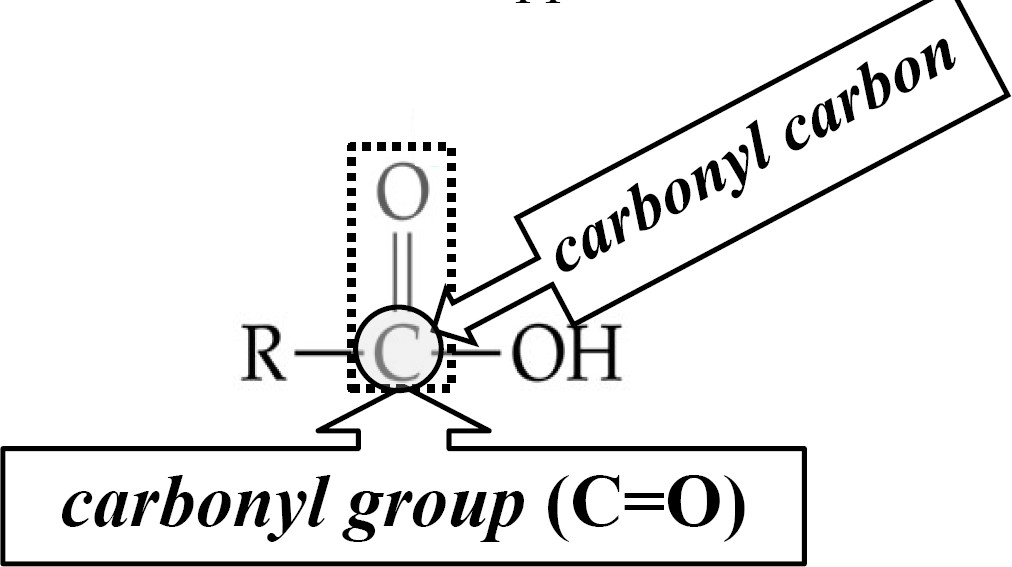 carbonyl carbon
O
R—C—OH
carbonyl group (C=O)